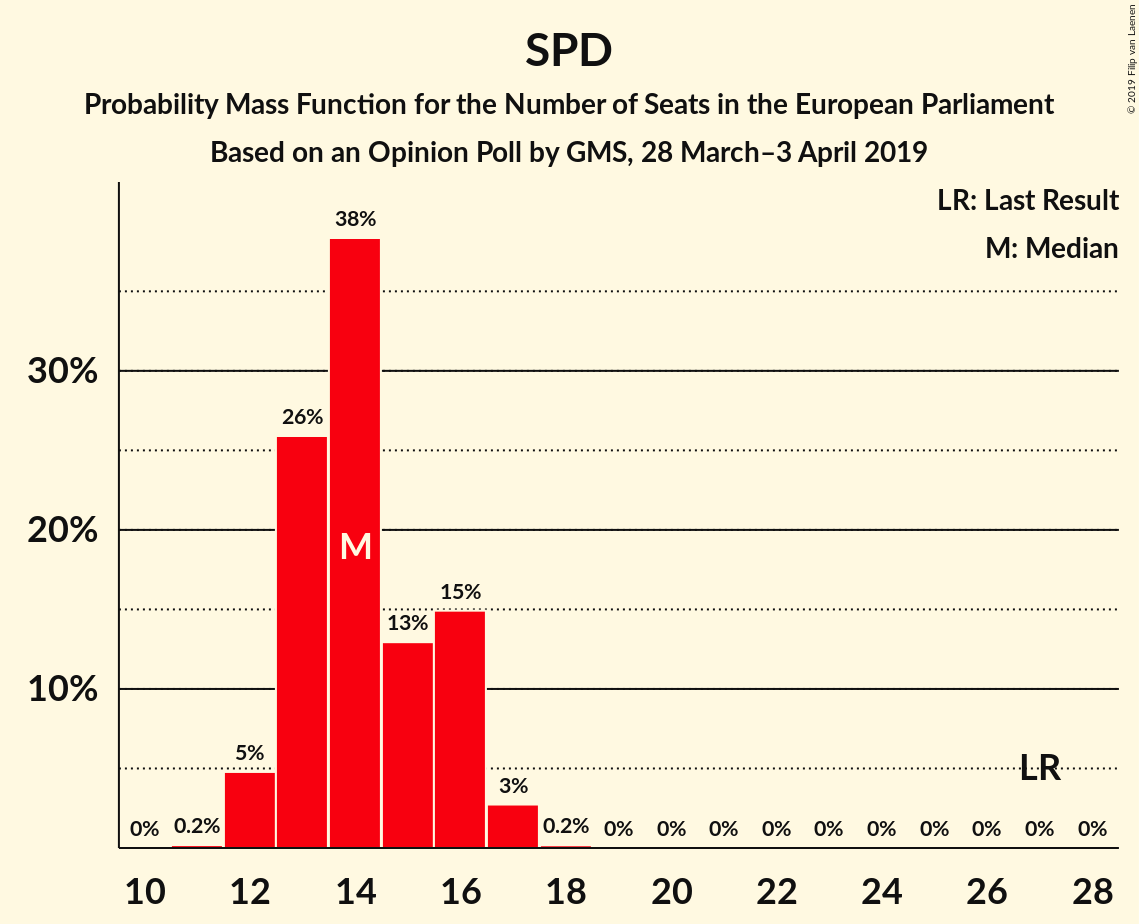 SPD
Probability Mass Function for the Number of Seats in the European Parliament
Based on an Opinion Poll by GMS, 28 March–3 April 2019
© 2019 Filip van Laenen
LR: Last Result
M: Median
38%
30%
26%
20%
M
15%
13%
10%
5%
3%
LR
0% 0.2% 0.2% 0% 0% 0% 0% 0% 0% 0% 0% 0% 0%
10 12 14 16 18 20 22 24 26 28